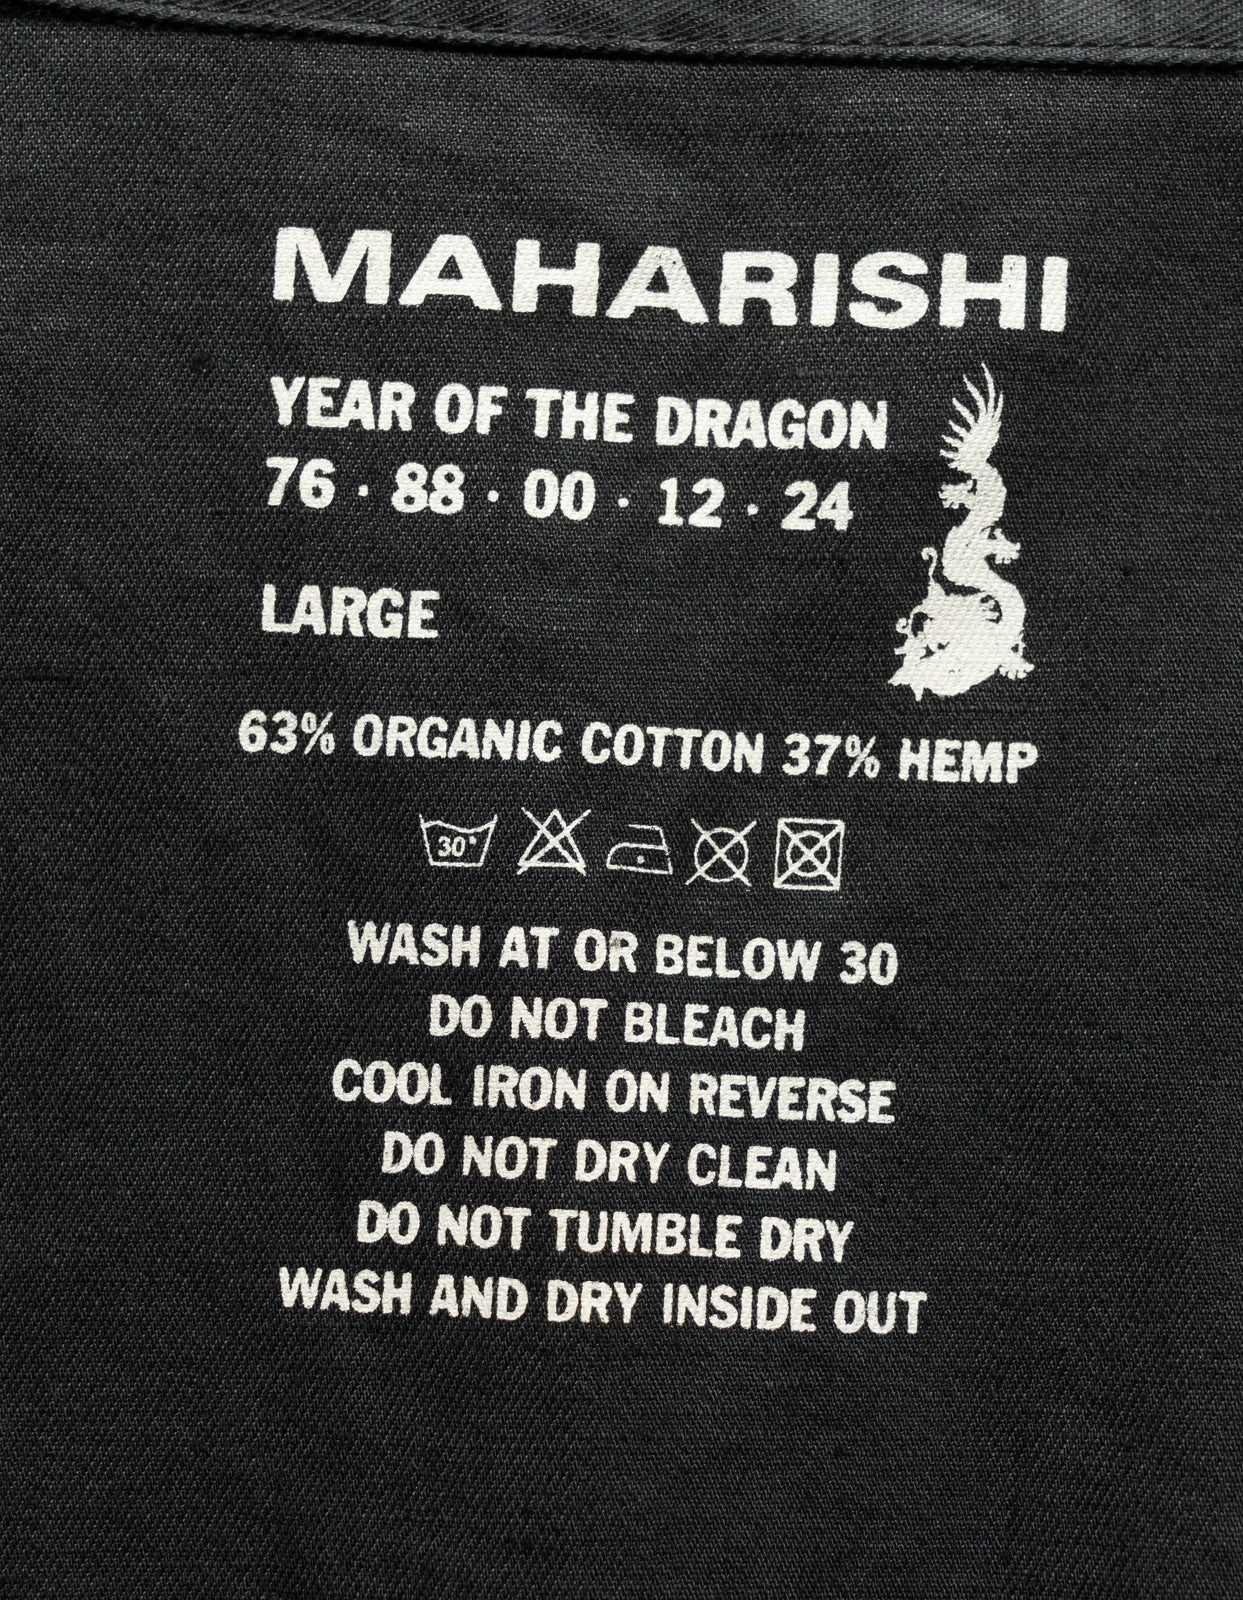 MAHARISHI
YEAR OF THE DRAGON
76 · 88 · 00 · 12 · 24
LARGE
63% ORGANIC COTTON 37% HEMP
30°
WASH AT OR BELOW 30
DO NOT BLEACH
COOL IRON ON REVERSE
DO NOT DRY CLEAN
DO NOT TUMBLE DRY
WASH AND DRY INSIDE OUT